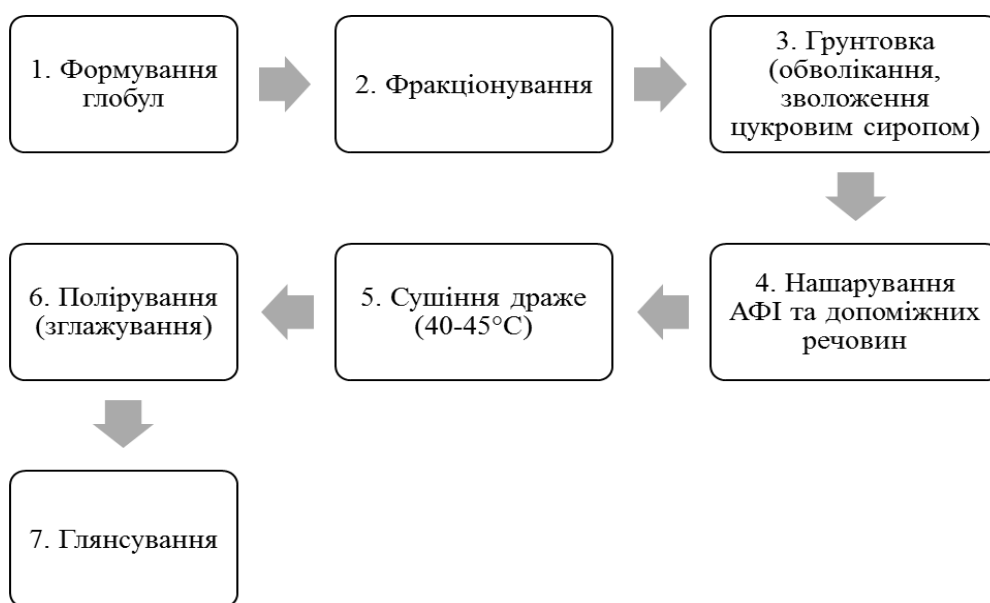 1. Формування
глобул
2. Фракціонування
3. Грунтовка
(обволікання,
зволоження
цукровим сиропом)
4. Нашарування
АФІ та допоміжних
речовин
5. Сушіння драже
(40-45°C)
6. Полірування
(зглажування)
7. Глянсування